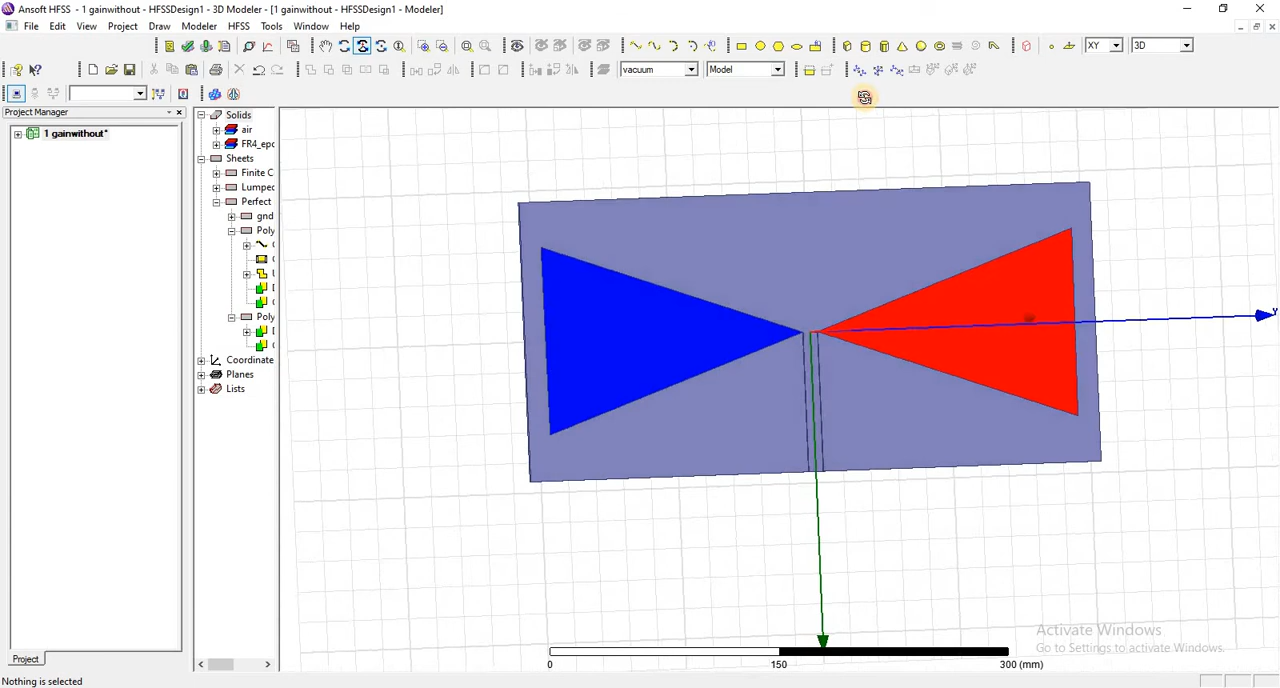 Ansoft HFSS - 1 gainwithout - HFSSDesign1 - 3D Modeler - [1 gainwithout - HFSSDesign1 - Modeler]
File Edit View Project Draw Modeler HFSS Tools Window Help
XY 3D
vacuum Model
Project Manager
1 gainwithout*
Solids
air
FR4_epo
Sheets
Finite C
Lumped
Perfect
gnd
Poly
Poly
Coordinate
Planes
Lists
Y
0 150 300 (mm)
Activate Windows
Go to Settings to activate Windows.
Project
Nothing is selected